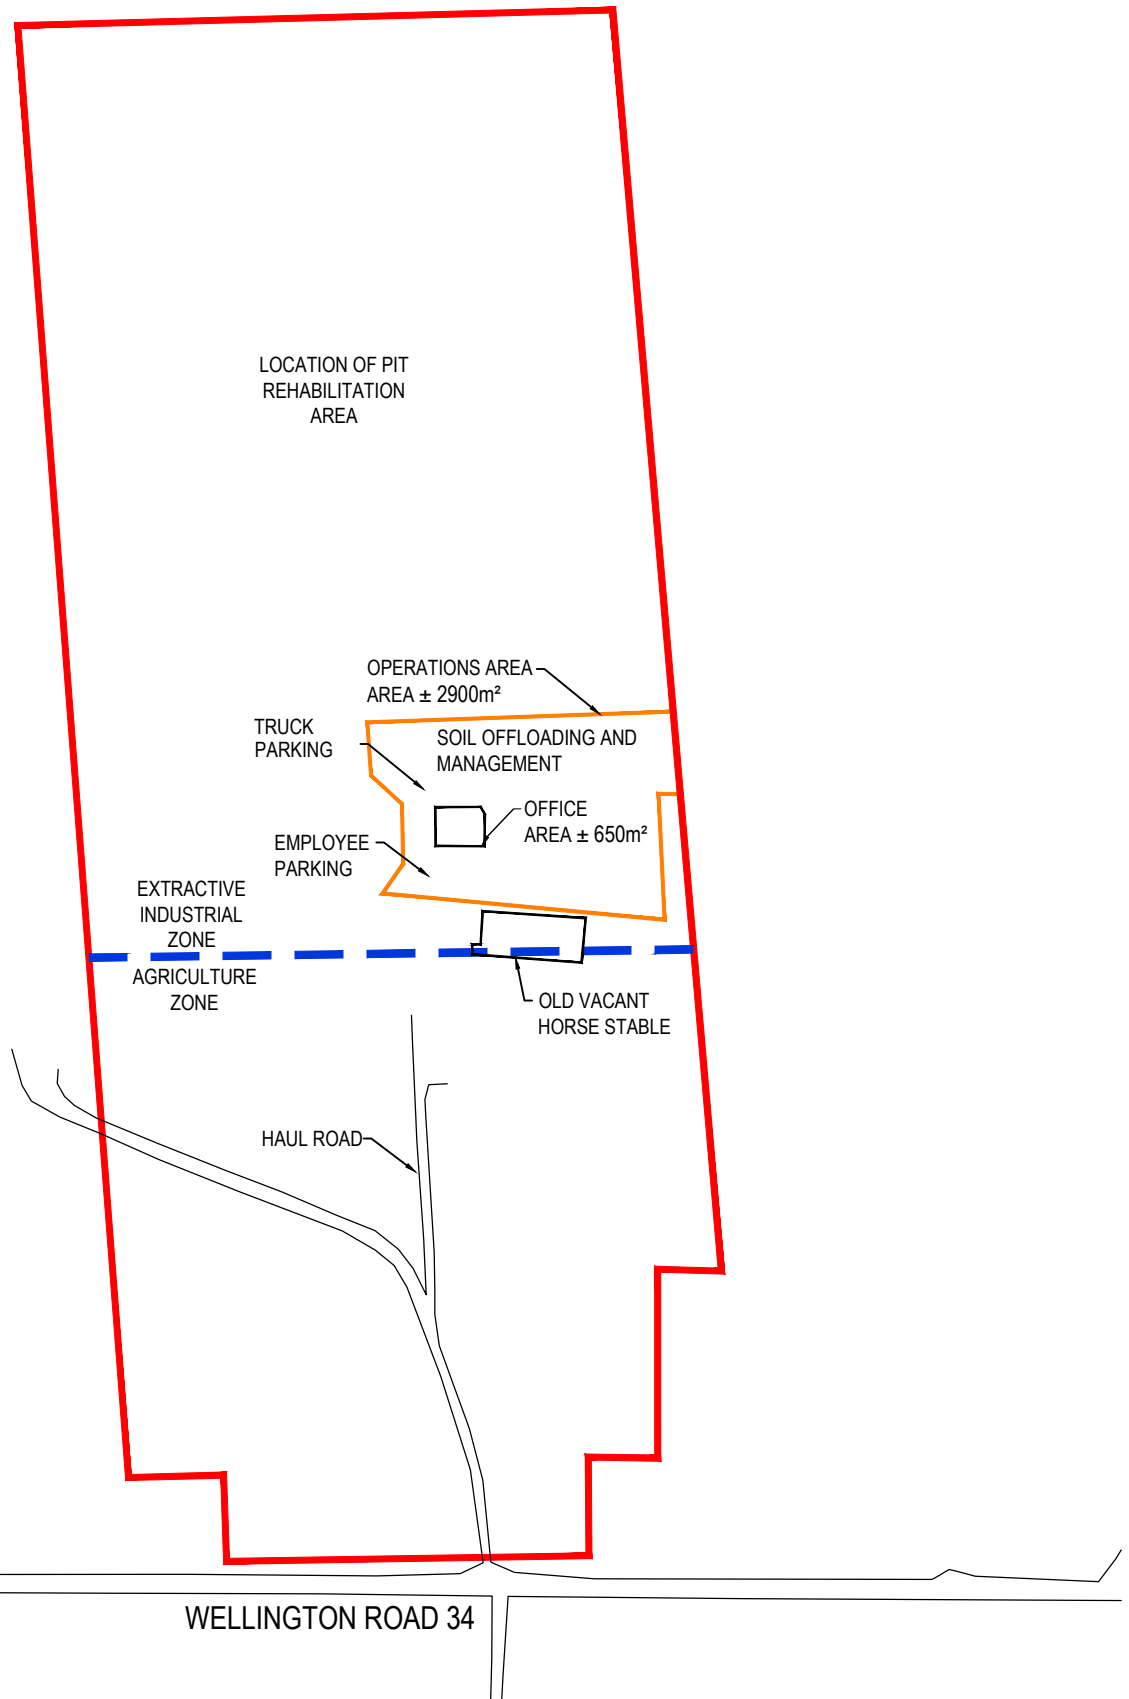 LOCATION OF PIT
REHABILITATION
AREA
OPERATIONS AREA
AREA ± 2900m²
TRUCK
PARKING
SOIL OFFLOADING AND
MANAGEMENT
OFFICE
AREA ± 650m²
EMPLOYEE
PARKING
EXTRACTIVE
INDUSTRIAL
ZONE
AGRICULTURE
ZONE
OLD VACANT
HORSE STABLE
HAUL ROAD
WELLINGTON ROAD 34